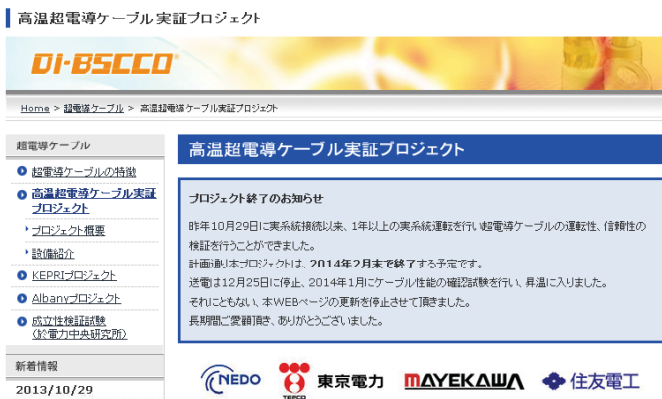 高温超電導ケーブル実証プロジェクト
DI-BSCCO
Home > 超電導ケーブル > 高温超電導ケーブル実証プロジェクト
超電導ケーブル
超電導ケーブルの特徴
高温超電導ケーブル実証
プロジェクト
プロジェクト概要
設備紹介
KEPRIプロジェクト
Albanyプロジェクト
成立性検証試験
(於電力中央研究所)
新着情報
2013/10/29
高温超電導ケーブル実証プロジェクト
プロジェクト終了のお知らせ
昨年10月29日に実系統接続以来、1年以上の実系統運転を行い超電導ケーブルの運転性、信頼性の
検証を行うことができました。
計画通り本プロジェクトは、2014年2月末で終了する予定です。
送電は12月25日に停止、2014年1月にケーブル性能の確認試験を行い、昇温に入りました。
それにともない、本WEBページの更新を停止させて頂きました。
長期間ご愛顧頂き、ありがとうございました。
NEDO TEPCO 東京電力 MAYEKAWA 住友電工